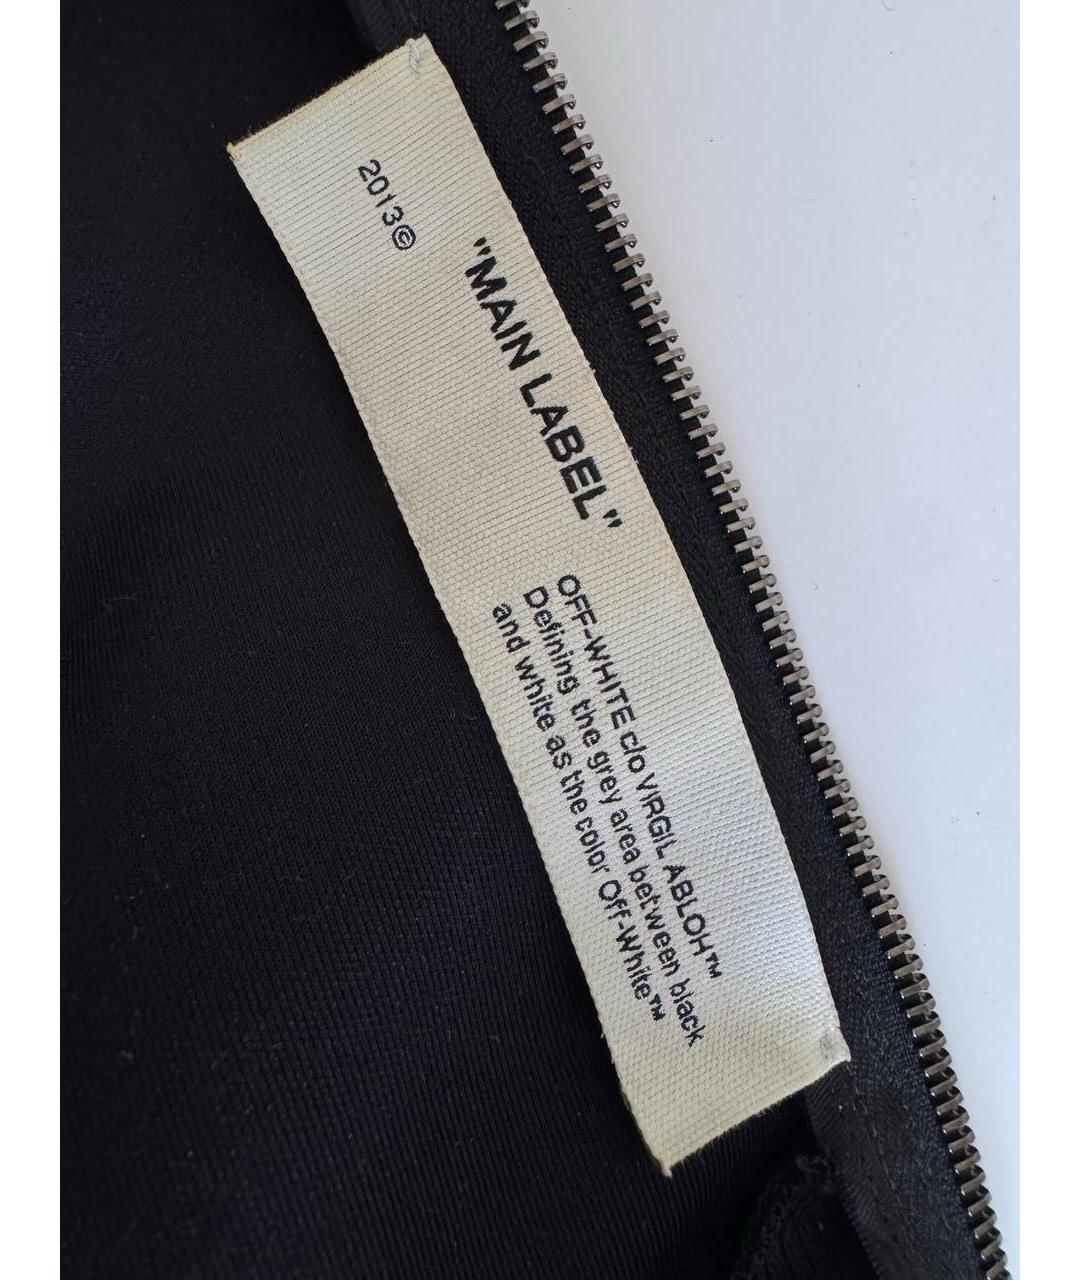 2013©
"MAIN LABEL"
OFF-WHITE c/o VIRGIL ABLOH™
Defining the grey area between black
and white as the color Off-White™